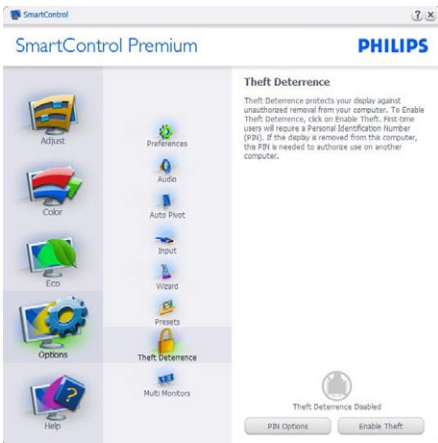 SmartControl
SmartControl Premium
PHILIPS
Adjust
Color
Eco
Options
Help
Preferences
Audio
Auto Pivot
Input
Wizard
Presets
Theft Deterrence
Multi Monitors
Theft Deterrence
Theft Deterrence protects your display against
unauthorized removal from your computer. To Enable
Theft Deterrence, click on Enable Theft. First-time
users will require a Personal Identification Number
(PIN). If the display is removed from this computer,
this PIN is needed to authorize use on another
computer.
Theft Deterrence Disabled
PIN Options
Enable Theft